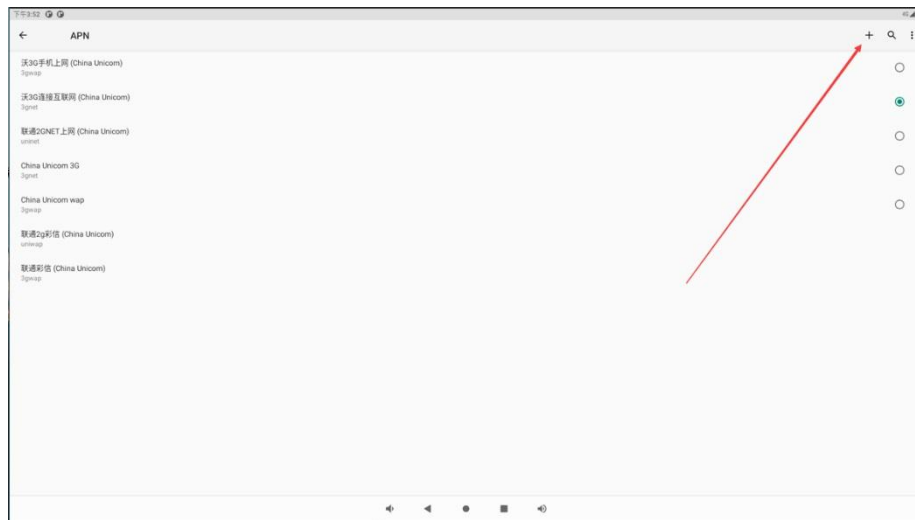 下午3:52
4G
APN
沃3G手机上网 (China Unicom)
3gwap
沃3G连接互联网 (China Unicom)
3gnet
联通2GNET上网 (China Unicom)
uninet
China Unicom 3G
3gnet
China Unicom wap
3gwap
联通2g彩信 (China Unicom)
uniwap
联通彩信 (China Unicom)
3gwap